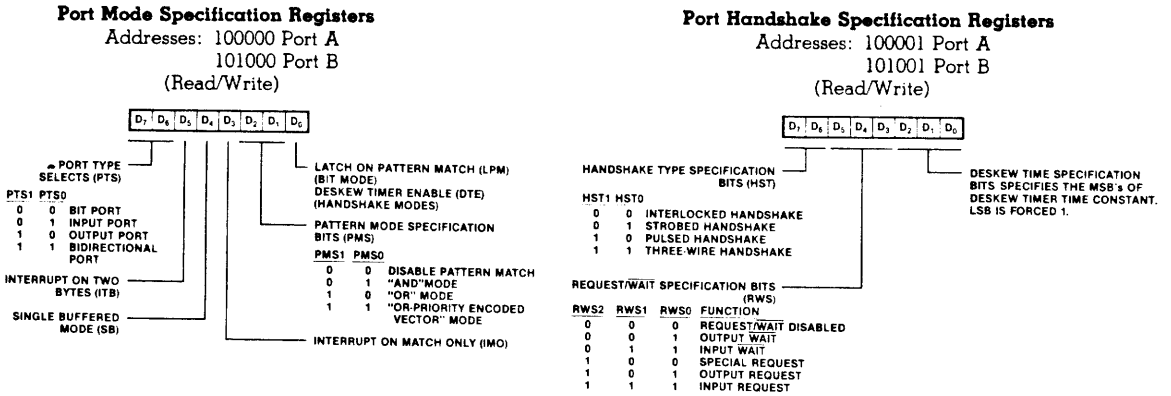 Port Mode Specification Registers
Addresses: 100000 Port A
101000 Port B
(Read/Write)
D7 D6 D5 D4 D3 D2 D1 D0
PORT TYPE
SELECTS (PTS)
PTS1 PTS0
0 0 BIT PORT
0 1 INPUT PORT
1 0 OUTPUT PORT
1 1 BIDIRECTIONAL
PORT
INTERRUPT ON TWO
BYTES (ITB)
SINGLE BUFFERED
MODE (SB)
LATCH ON PATTERN MATCH (LPM)
(BIT MODE)
DESKEW TIMER ENABLE (DTE)
(HANDSHAKE MODES)
PATTERN MODE SPECIFICATION
BITS (PMS)
PMS1 PMS0
0 0 DISABLE PATTERN MATCH
0 1 "AND"MODE
1 0 "OR" MODE
1 1 "OR-PRIORITY ENCODED
VECTOR" MODE
INTERRUPT ON MATCH ONLY (IMO)
Port Handshake Specification Registers
Addresses: 100001 Port A
101001 Port B
(Read/Write)
D7 D6 D5 D4 D3 D2 D1 D0
HANDSHAKE TYPE SPECIFICATION
BITS (HST)
HST1 HST0
0 0 INTERLOCKED HANDSHAKE
0 1 STROBED HANDSHAKE
1 0 PULSED HANDSHAKE
1 1 THREE-WIRE HANDSHAKE
REQUEST/WAIT SPECIFICATION BITS
(RWS)
RWS2 RWS1 RWS0 FUNCTION
0 0 0 REQUEST/WAIT DISABLED
0 0 1 OUTPUT WAIT
0 1 1 INPUT WAIT
1 0 0 SPECIAL REQUEST
1 0 1 OUTPUT REQUEST
1 1 1 INPUT REQUEST
DESKEW TIME SPECIFICATION
BITS SPECIFIES THE MSB's OF
DESKEW TIMER TIME CONSTANT.
LSB IS FORCED 1.